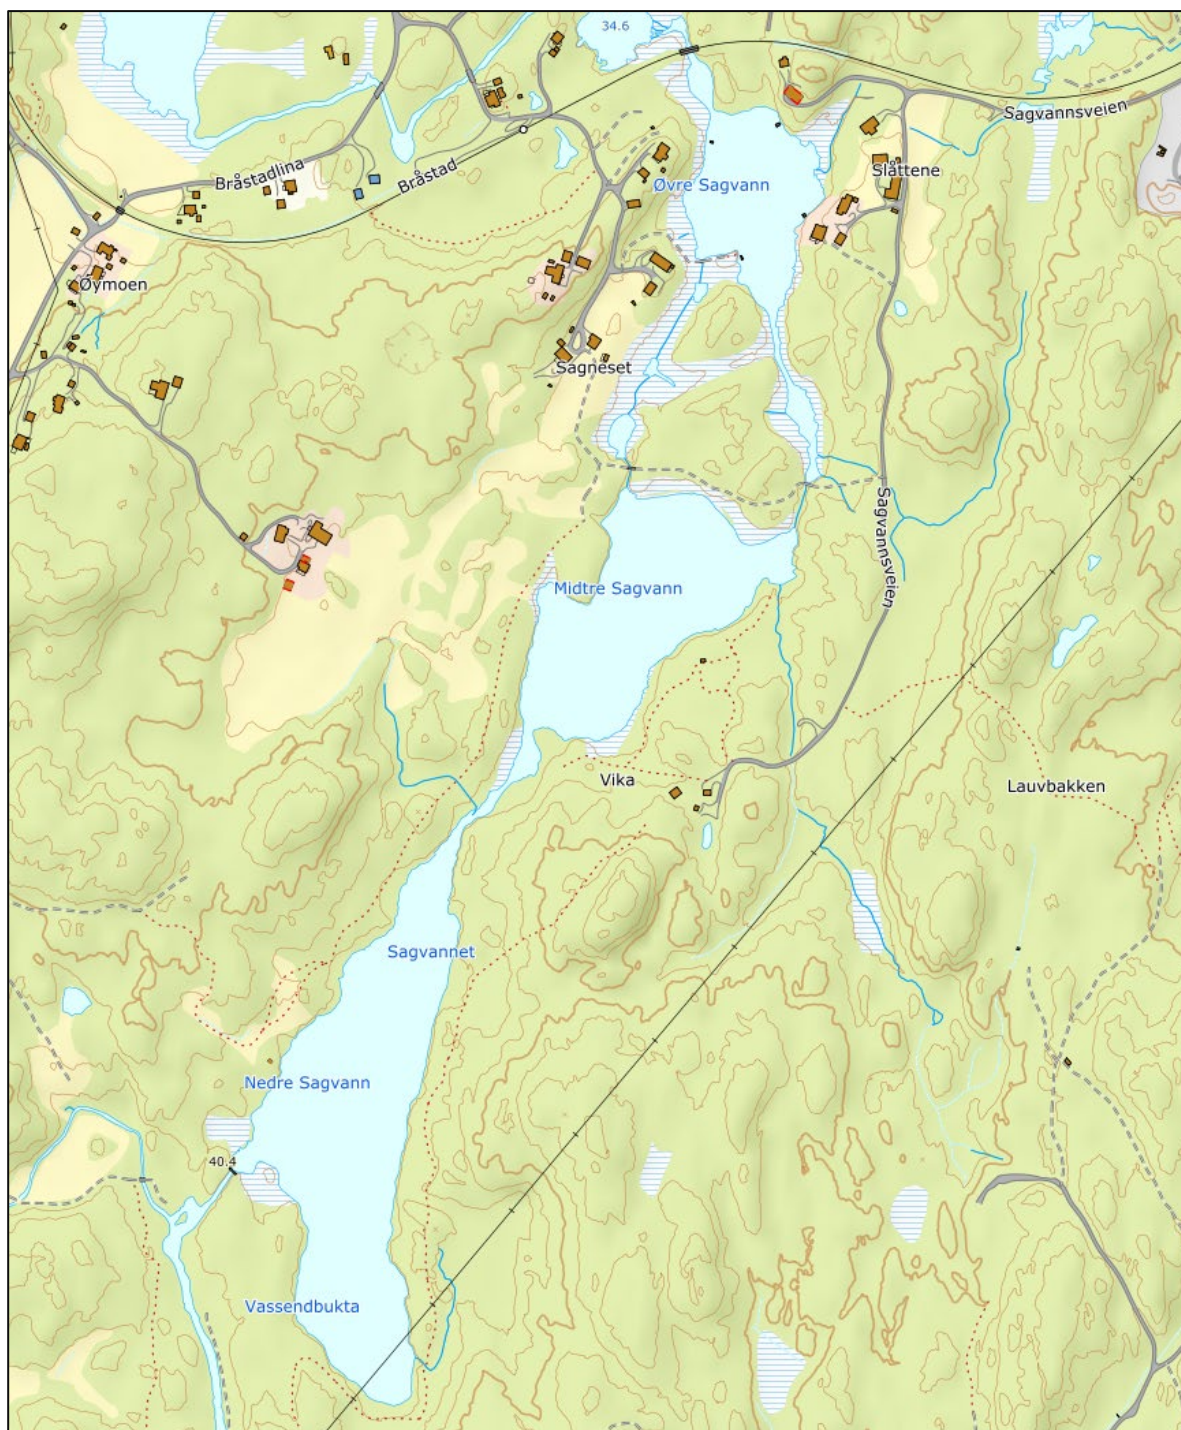 34.6
Sagvannsveien
Bråstadlina
Bråstad
Øvre Sagvann
Slåttene
Øymoen
Sagneset
Sagvannsveien
Midtre Sagvann
Vika
Lauvbakken
Sagvannet
Nedre Sagvann
40.4
Vassendbukta